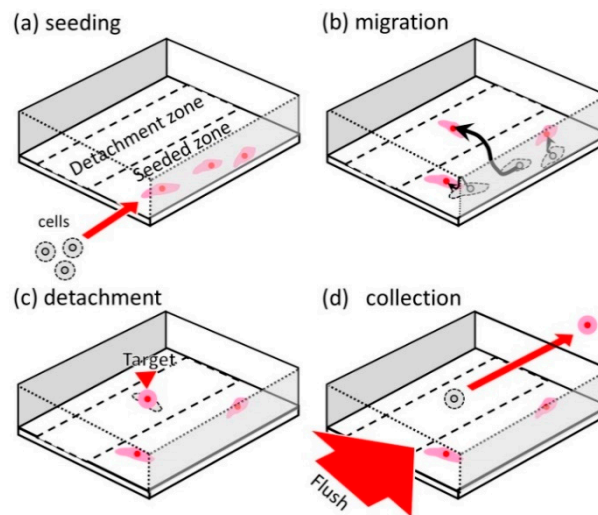 (a) seeding
Detachment zone
Seeded zone
cells
(b) migration
(c) detachment
Target
(d) collection
Flush